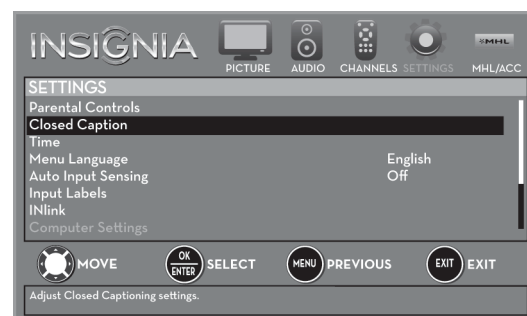 INSIGNIA
PICTURE AUDIO CHANNELS SETTINGS MHL/ACC
MHL
SETTINGS
Parental Controls
Closed Caption
Time
Menu Language English
Auto Input Sensing Off
Input Labels
INlink
Computer Settings
MOVE OK ENTER SELECT MENU PREVIOUS EXIT EXIT
Adjust Closed Captioning settings.